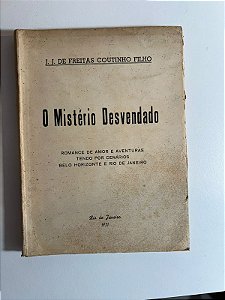 J. J. DE FREITAS COUTINHO FILHO
O Mistério Desvendado
ROMANCE DE AMOR E AVENTURAS
TENDO POR CENÁRIOS
BELO HORIZONTE E RIO DE JANEIRO
Rio de Janeiro